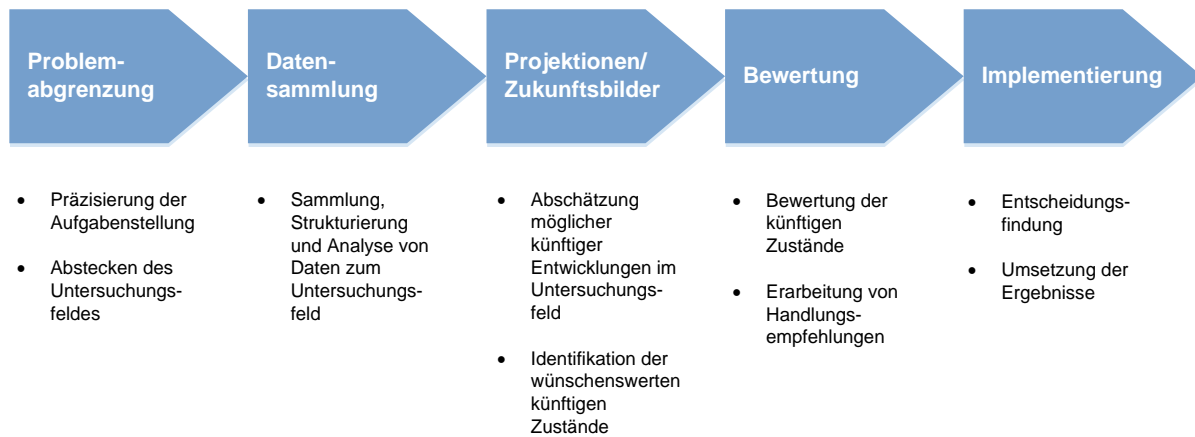 Problem-
abgrenzung
Daten-
sammlung
Projektionen/
Zukunftsbilder
Bewertung
Implementierung
• Präzisierung der
Aufgabenstellung
• Abstecken des
Untersuchungs-
feldes
• Sammlung,
Strukturierung
und Analyse von
Daten zum
Untersuchungs-
feld
• Abschätzung
möglicher
künftiger
Entwicklungen im
Untersuchungs-
feld
• Identifikation der
wünschenswerten
künftigen
Zustände
• Bewertung der
künftigen
Zustände
• Erarbeitung von
Handlungs-
empfehlungen
• Entscheidungs-
findung
• Umsetzung der
Ergebnisse